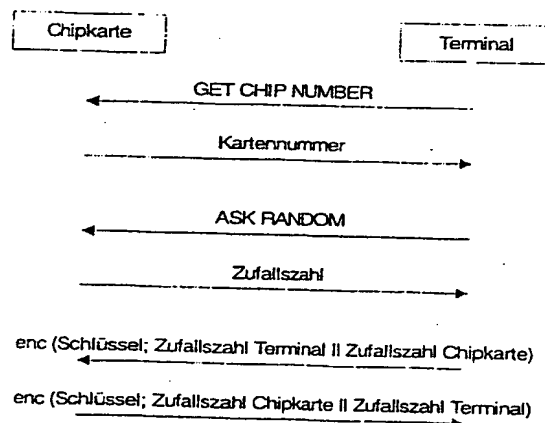 Chipkarte
Terminal
GET CHIP NUMBER
Kartennummer
ASK RANDOM
Zufallszahl
enc (Schlüssel; Zufallszahl Terminal II Zufallszahl Chipkarte)
enc (Schlüssel; Zufallszahl Chipkarte II Zufallszahl Terminal)